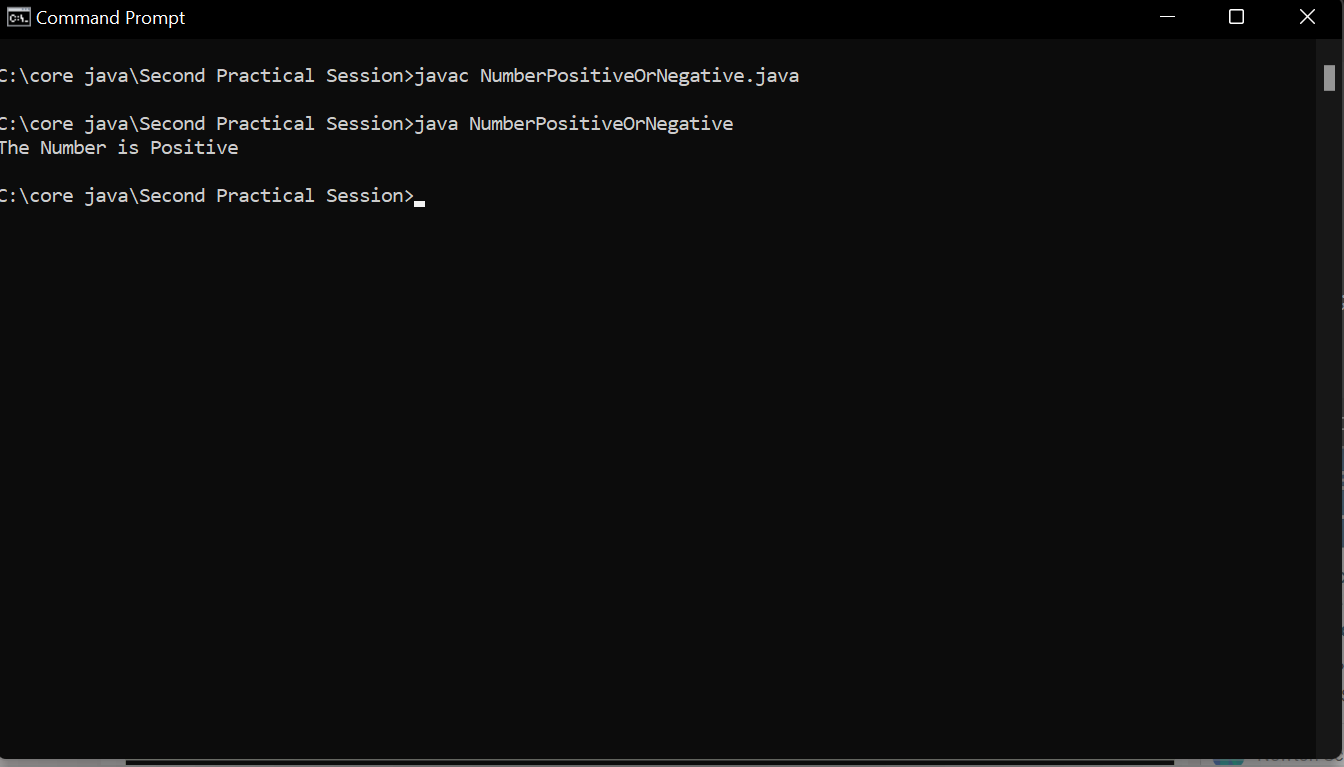 Command Prompt
C:\core java\Second Practical Session>javac NumberPositiveOrNegative.java
C:\core java\Second Practical Session>java NumberPositiveOrNegative
The Number is Positive
C:\core java\Second Practical Session>